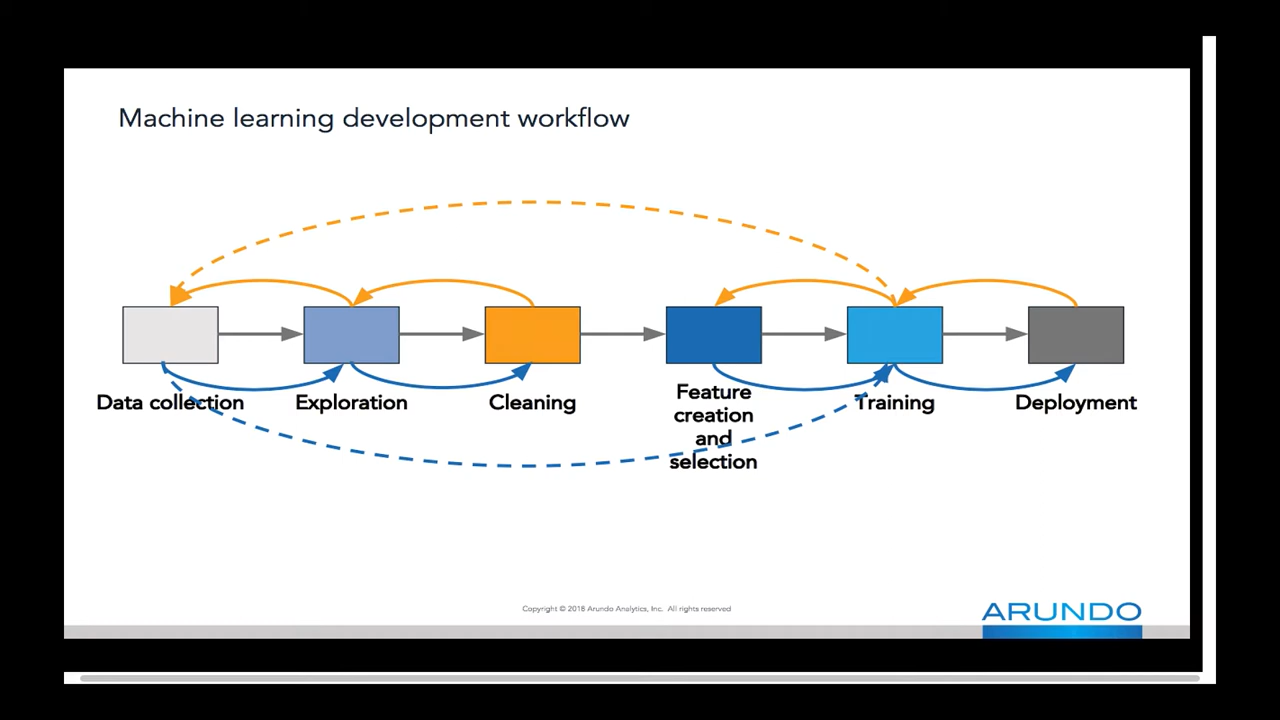 Machine learning development workflow
Data collection
Exploration
Cleaning
Feature
creation
and
selection
Training
Deployment
Copyright © 2018 Arundo Analytics, Inc. All rights reserved
ARUNDO